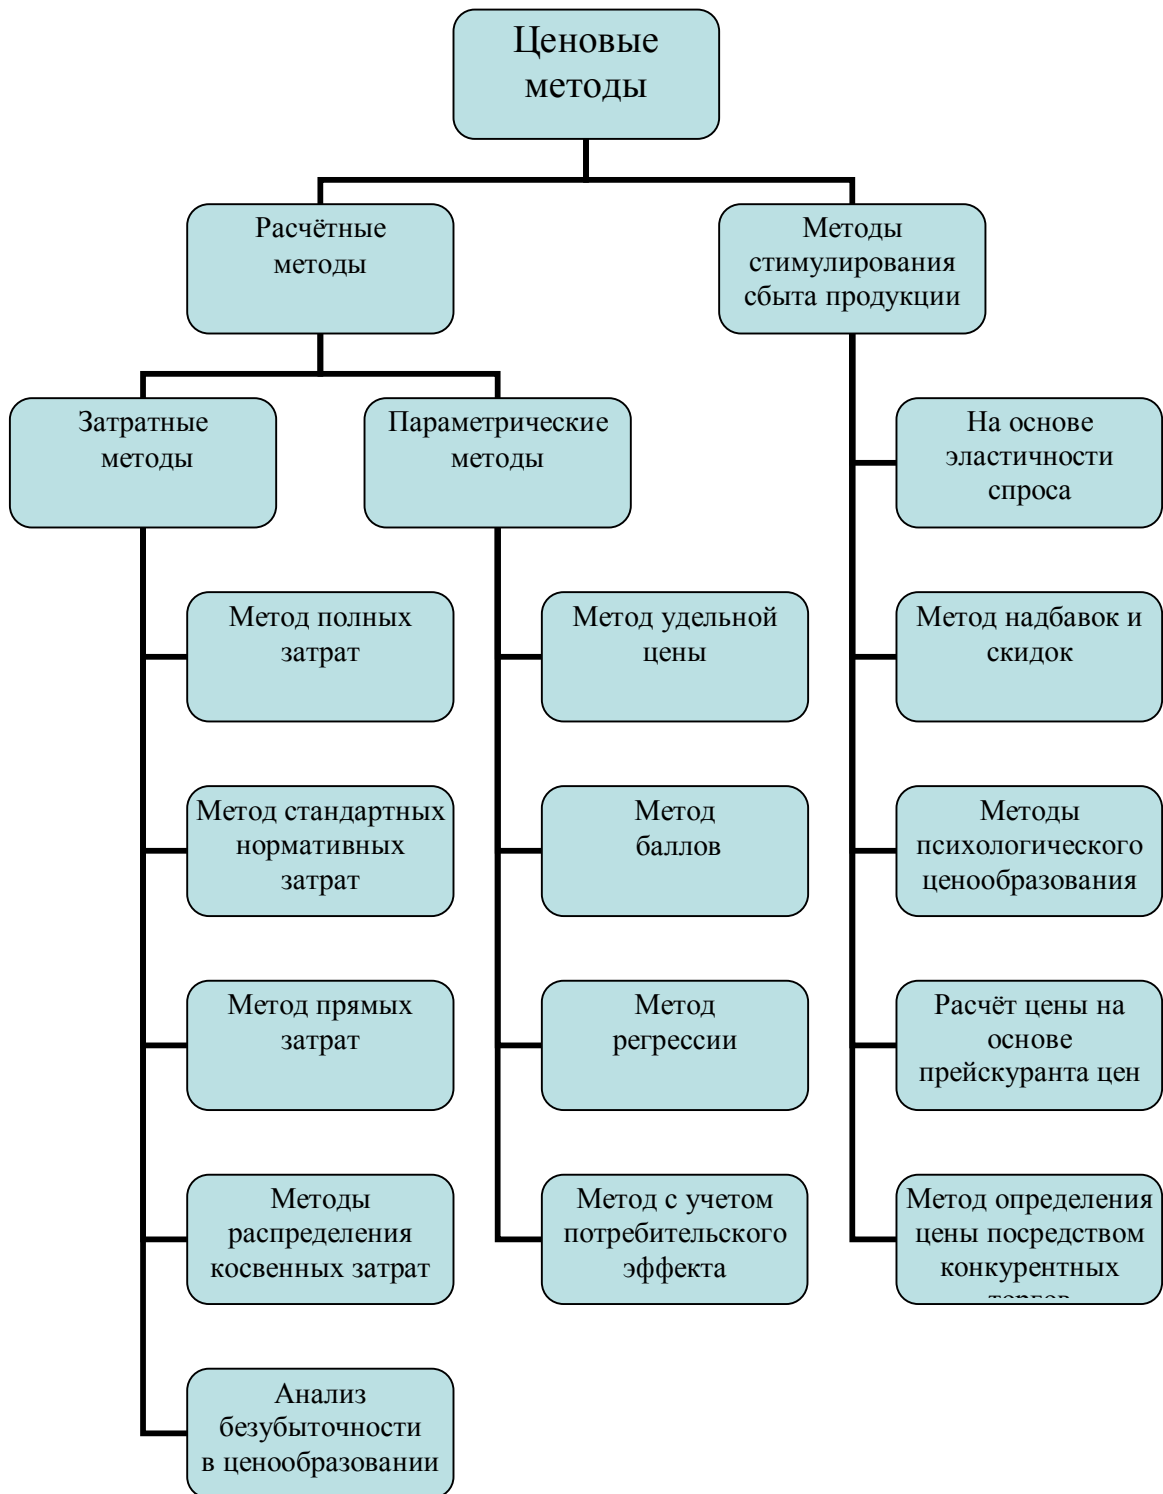 Ценовые
методы
Расчётные
методы
Методы
стимулирования
сбыта продукции
Затратные
методы
Параметрические
методы
На основе
эластичности
спроса
Метод полных
затрат
Метод удельной
цены
Метод надбавок и
скидок
Метод стандартных
нормативных
затрат
Метод
баллов
Методы
психологического
ценообразования
Метод прямых
затрат
Метод
регрессии
Расчёт цены на
основе
прейскуранта цен
Методы
распределения
косвенных затрат
Метод с учетом
потребительского
эффекта
Метод определения
цены посредством
конкурентных
торгов
Анализ
безубыточности
в ценообразовании